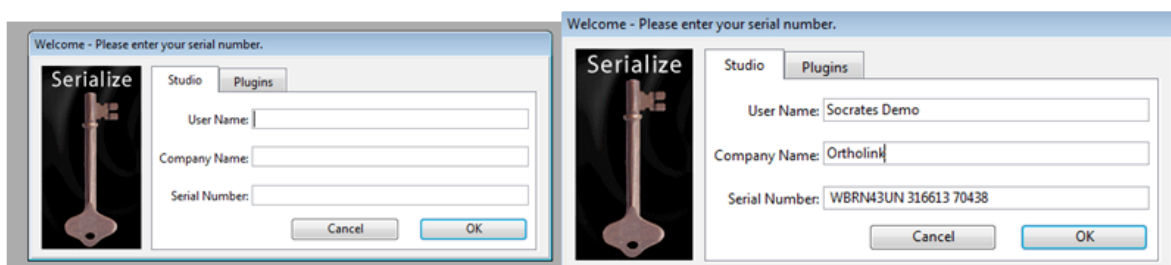 Welcome - Please enter your serial number.
Serialize
Studio
Plugins
User Name:
Company Name:
Serial Number:
Cancel
OK
Welcome - Please enter your serial number.
Serialize
Studio
Plugins
User Name: Socrates Demo
Company Name: Ortholink
Serial Number: WBRN43UN 316613 70438
Cancel
OK